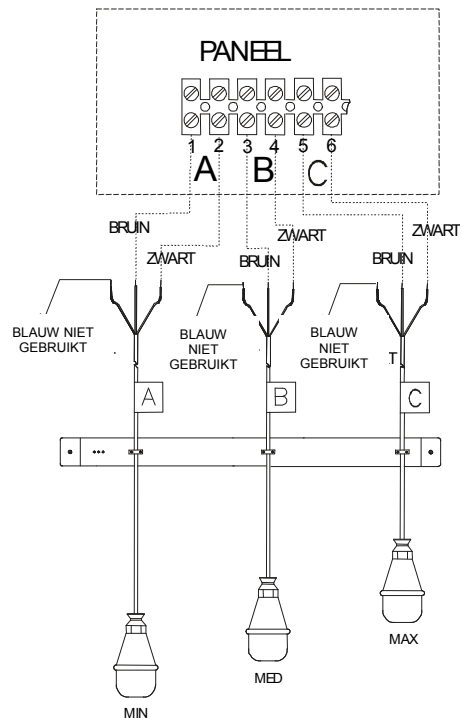 PANEEL
1 2 3 4 5 6
A B C
BRUIN
ZWART
BRUIN
ZWART
BRUIN
ZWART
BLAUW NIET
GEBRUIKT
BLAUW
NIET
GEBRUIKT
BLAUW
NIET
GEBRUIKT
T
A
B
C
MAX
MED
MIN